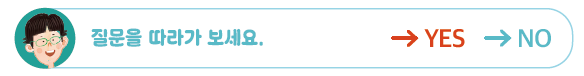 질문을 따라가 보세요. → YES → NO